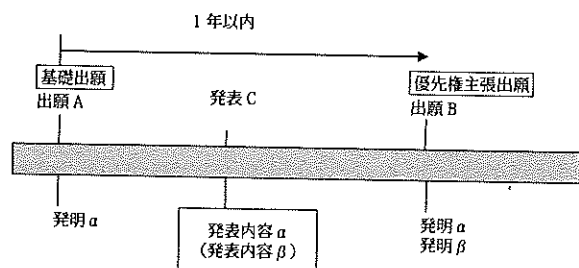 1年以内
基礎出願
優先権主張出願
出願A
発表C
出願B
発明α
発表内容α
(発表内容β)
発明α
発明β